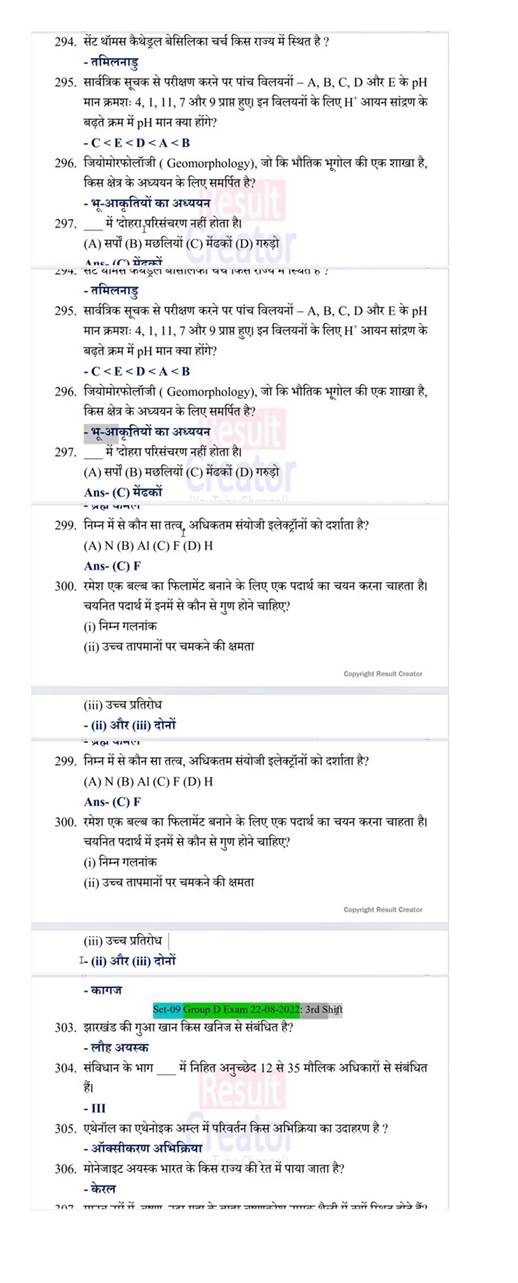 294. सेंट थॉमस कैथेड्रल बेसिलिका चर्च किस राज्य में स्थित है ?
- तमिलनाडु
295. सार्वत्रिक सूचक से परीक्षण करने पर पांच विलयनों – A, B, C, D और E के pH
मान क्रमशः 4, 1, 11, 7 और 9 प्राप्त हुए। इन विलयनों के लिए H⁺ आयन सांद्रण के
बढ़ते क्रम में pH मान क्या होंगे?
- C < E < D < A < B
296. जियोमोरफोलॉजी ( Geomorphology), जो कि भौतिक भूगोल की एक शाखा है,
किस क्षेत्र के अध्ययन के लिए समर्पित है?
- भू-आकृतियों का अध्ययन
297. ____ में 'दोहरा परिसंचरण नहीं होता है।
(A) सर्पों (B) मछलियों (C) मेंढकों (D) गरुड़ो
Ans- (C) मेंढकों
294. सेंट थॉमस कैथेड्रल बेसिलिका चर्च किस राज्य में स्थित है ?
- तमिलनाडु
295. सार्वत्रिक सूचक से परीक्षण करने पर पांच विलयनों – A, B, C, D और E के pH
मान क्रमशः 4, 1, 11, 7 और 9 प्राप्त हुए। इन विलयनों के लिए H⁺ आयन सांद्रण के
बढ़ते क्रम में pH मान क्या होंगे?
- C < E < D < A < B
296. जियोमोरफोलॉजी ( Geomorphology), जो कि भौतिक भूगोल की एक शाखा है,
किस क्षेत्र के अध्ययन के लिए समर्पित है?
- भू-आकृतियों का अध्ययन
297. ____ में 'दोहरा परिसंचरण नहीं होता है।
(A) सर्पों (B) मछलियों (C) मेंढकों (D) गरुड़ो
Ans- (C) मेंढकों
299. निम्न में से कौन सा तत्व, अधिकतम संयोजी इलेक्ट्रॉनों को दर्शाता है?
(A) N (B) Al (C) F (D) H
Ans- (C) F
300. रमेश एक बल्ब का फिलामेंट बनाने के लिए एक पदार्थ का चयन करना चाहता है।
चयनित पदार्थ में इनमें से कौन से गुण होने चाहिए?
(i) निम्न गलनांक
(ii) उच्च तापमानों पर चमकने की क्षमता
Copyright Result Creator
(iii) उच्च प्रतिरोध
- (ii) और (iii) दोनों
299. निम्न में से कौन सा तत्व, अधिकतम संयोजी इलेक्ट्रॉनों को दर्शाता है?
(A) N (B) Al (C) F (D) H
Ans- (C) F
300. रमेश एक बल्ब का फिलामेंट बनाने के लिए एक पदार्थ का चयन करना चाहता है।
चयनित पदार्थ में इनमें से कौन से गुण होने चाहिए?
(i) निम्न गलनांक
(ii) उच्च तापमानों पर चमकने की क्षमता
Copyright Result Creator
(iii) उच्च प्रतिरोध
- (ii) और (iii) दोनों
- कागज
Set-09 Group D Exam 22-08-2022: 3rd Shift
303. झारखंड की गुआ खान किस खनिज से संबंधित है?
- लौह अयस्क
304. संविधान के भाग ____ में निहित अनुच्छेद 12 से 35 मौलिक अधिकारों से संबंधित
हैं।
- III
305. एथेनॉल का एथेनोइक अम्ल में परिवर्तन किस अभिक्रिया का उदाहरण है ?
- ऑक्सीकरण अभिक्रिया
306. मोनेजाइट अयस्क भारत के किस राज्य की रेत में पाया जाता है?
- केरल